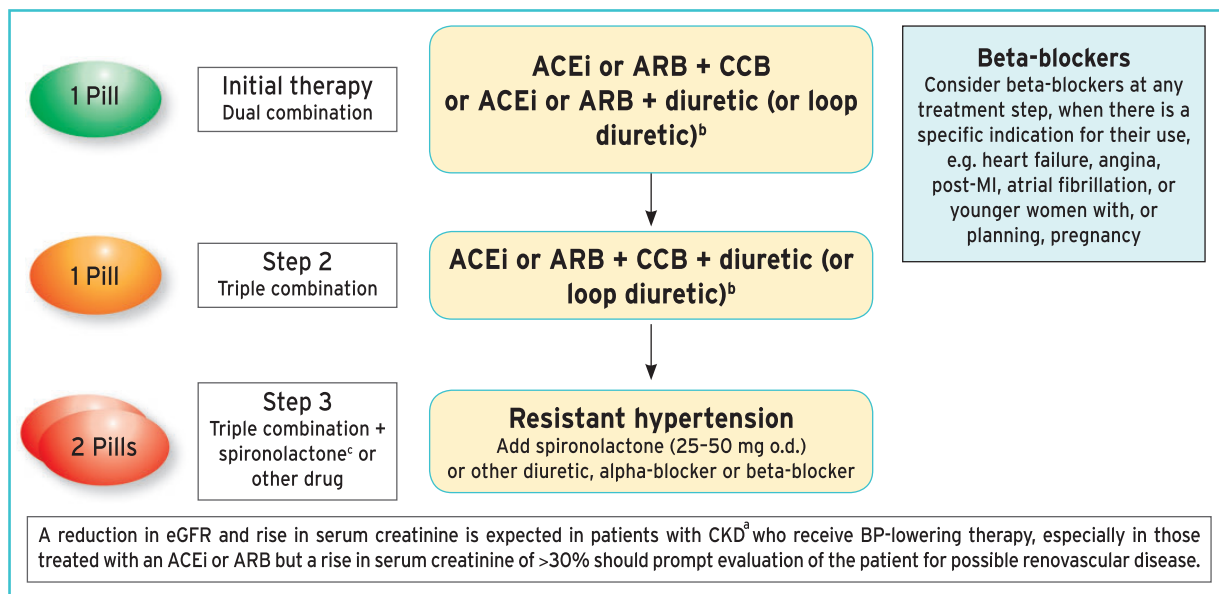 1 Pill
Initial therapy
Dual combination
ACEi or ARB + CCB
or ACEi or ARB + diuretic (or loop
diuretic)ᵇ
Beta-blockers
Consider beta-blockers at any
treatment step, when there is a
specific indication for their use,
e.g. heart failure, angina,
post-MI, atrial fibrillation, or
younger women with, or
planning, pregnancy
1 Pill
Step 2
Triple combination
ACEi or ARB + CCB + diuretic (or
loop diuretic)ᵇ
2 Pills
Step 3
Triple combination +
spironolactoneᶜ or
other drug
Resistant hypertension
Add spironolactone (25–50 mg o.d.)
or other diuretic, alpha-blocker or beta-blocker
A reduction in eGFR and rise in serum creatinine is expected in patients with CKDᵃ who receive BP-lowering therapy, especially in those
treated with an ACEi or ARB but a rise in serum creatinine of >30% should prompt evaluation of the patient for possible renovascular disease.